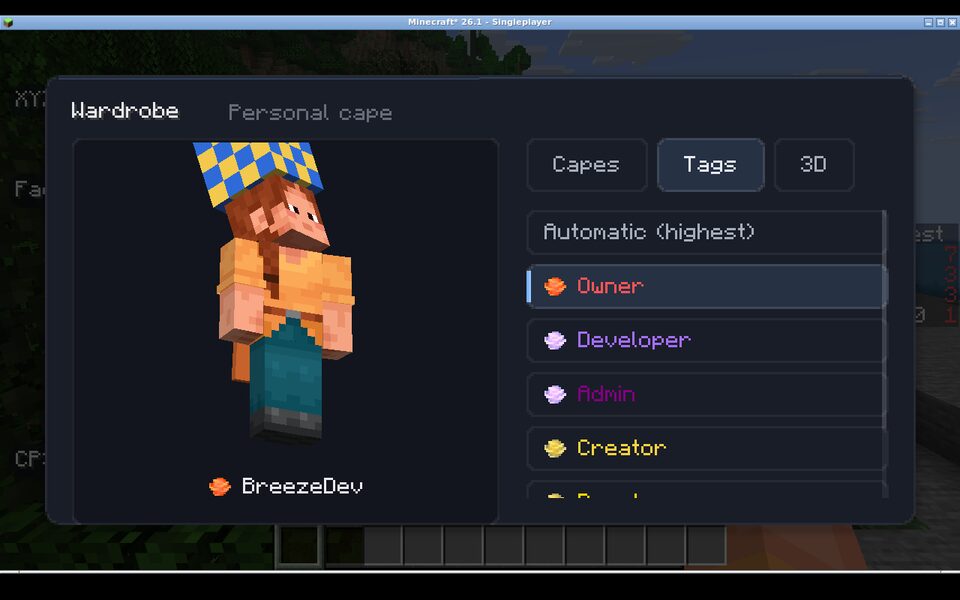 Minecraft* 26.1 - Singleplayer
Wardrobe
Personal cape
Capes
Tags
3D
Automatic (highest)
Owner
Developer
Admin
Creator
BreezeDev